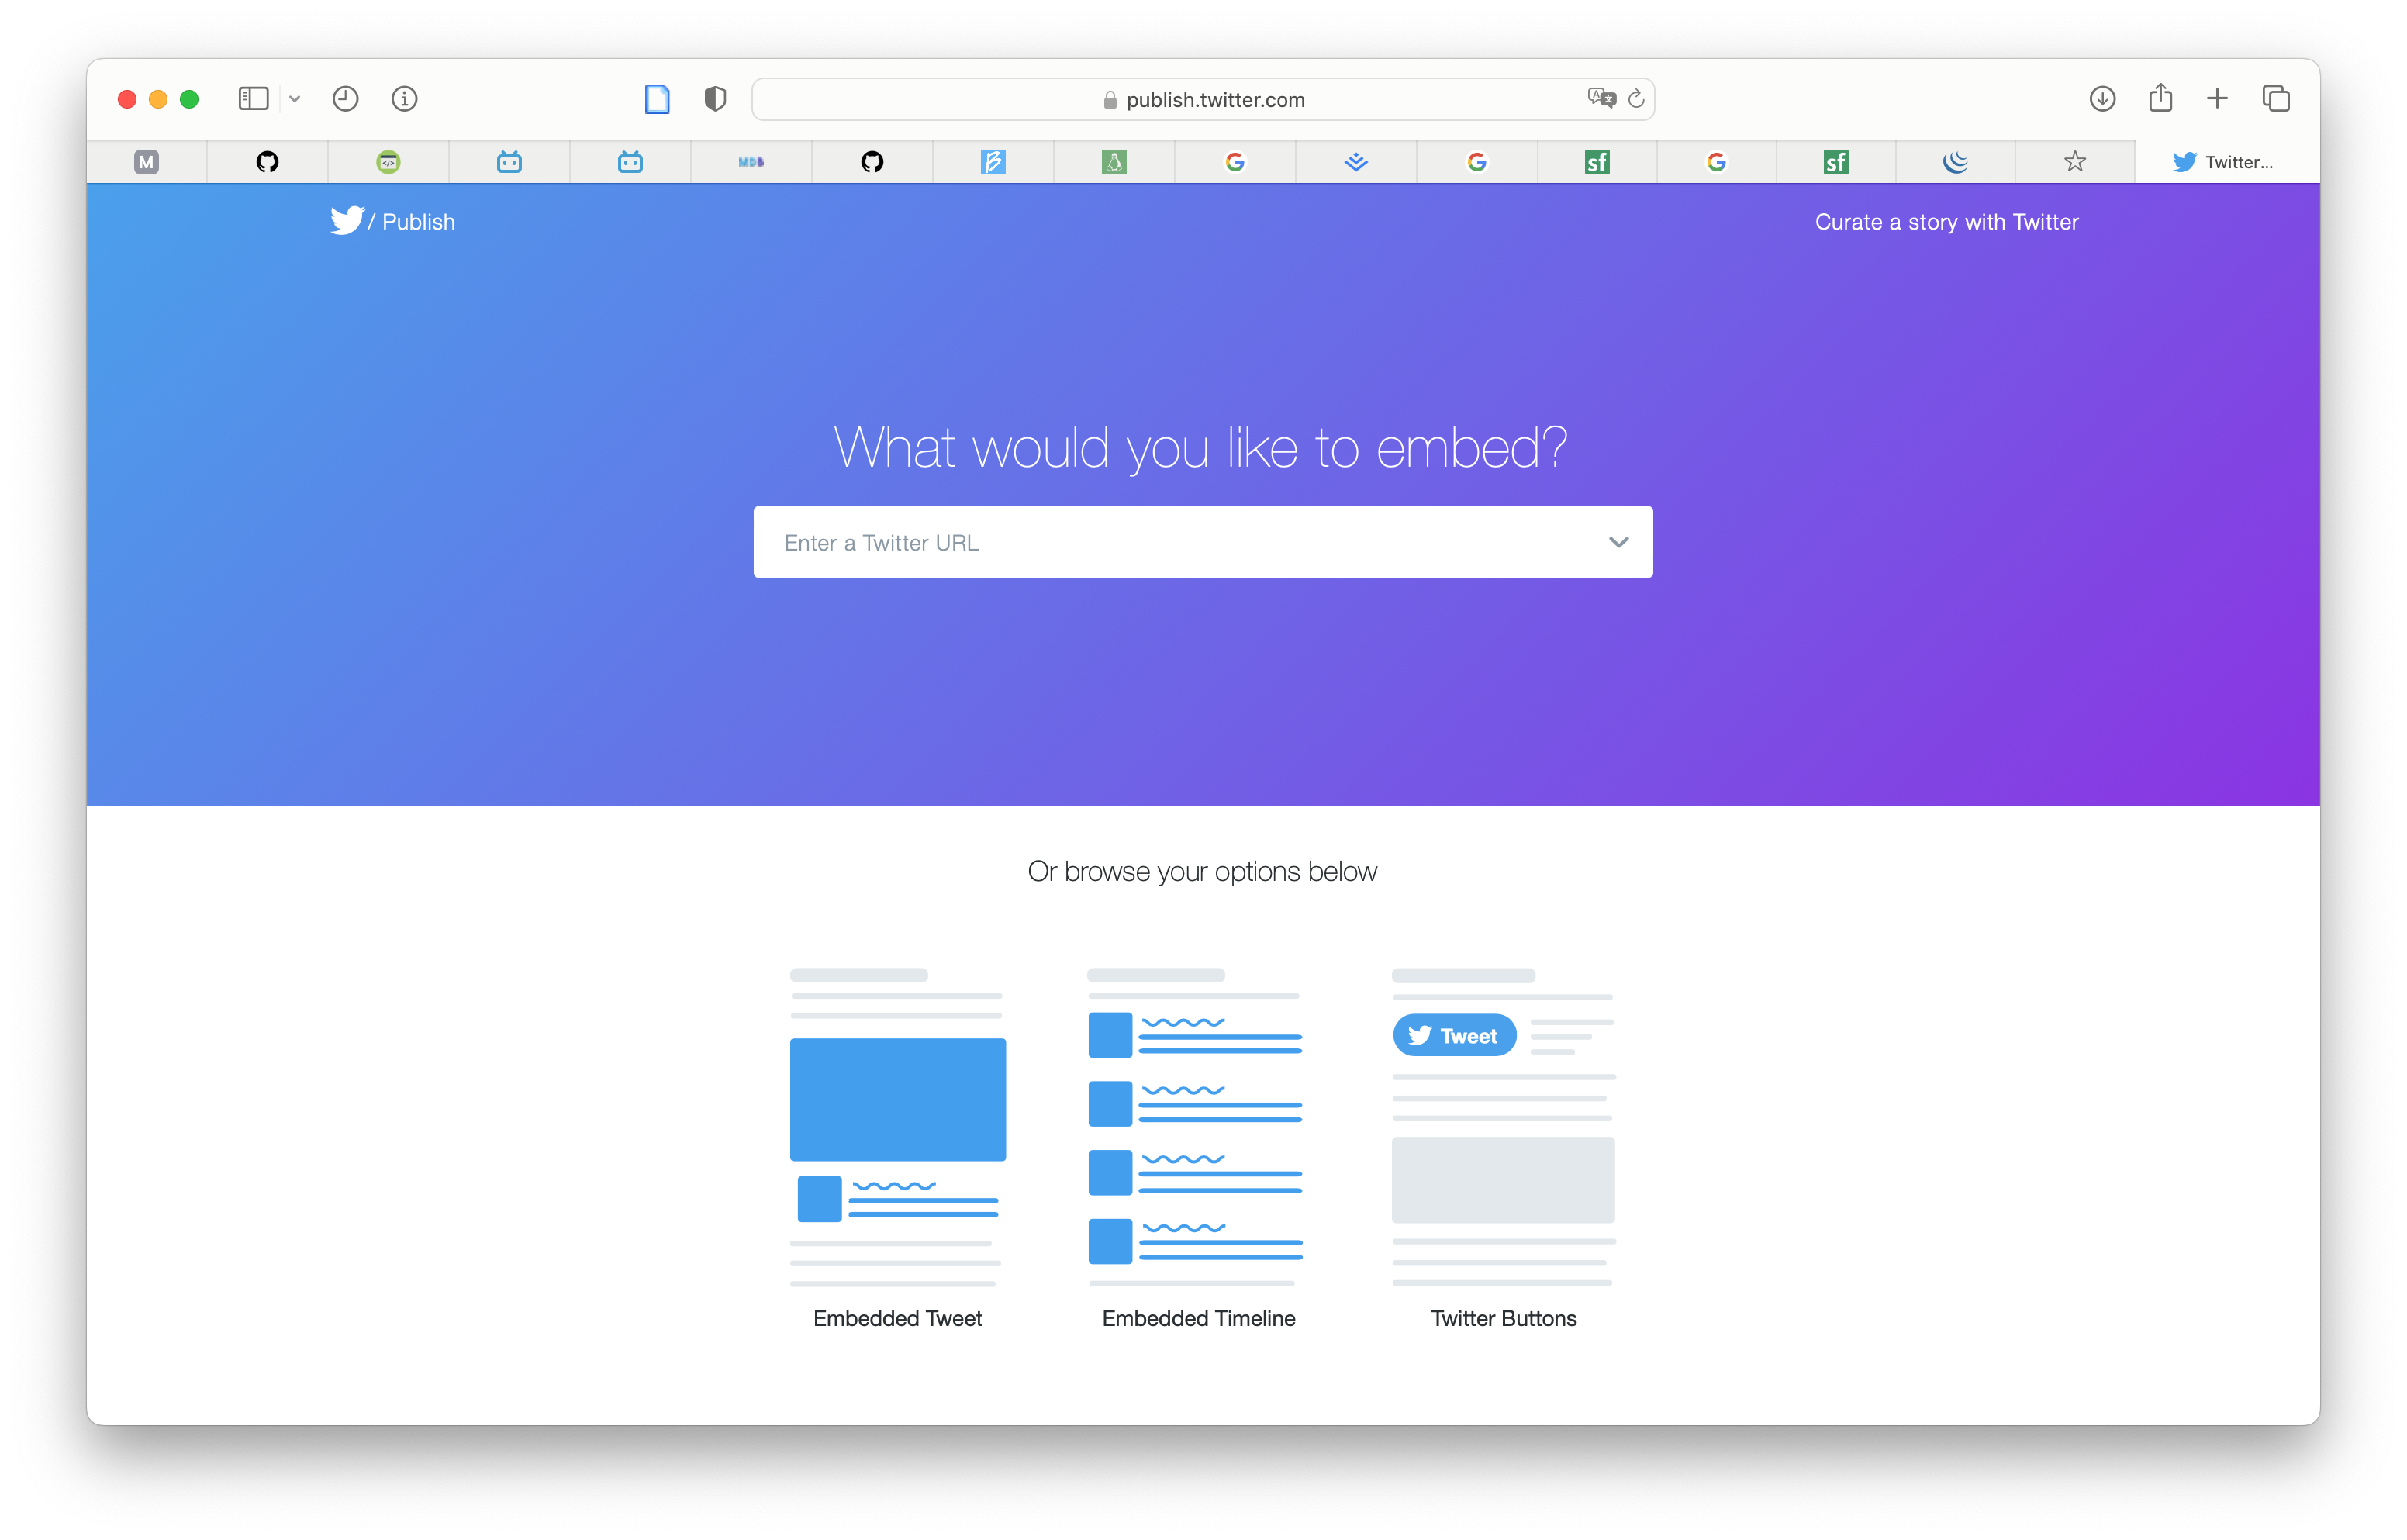 publish.twitter.com
M
</>
MDB
B
G
G
sf
G
sf
Twitter...
/ Publish
Curate a story with Twitter
What would you like to embed?
Enter a Twitter URL
Or browse your options below
Tweet
Embedded Tweet
Embedded Timeline
Twitter Buttons